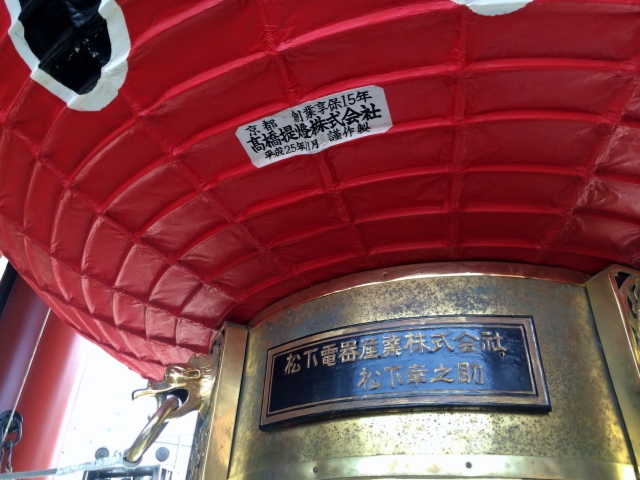 京都 創業享保15年
髙橋提燈株式会社
平成25年11月 謹作製
松下電器産業株式会社
松下幸之助